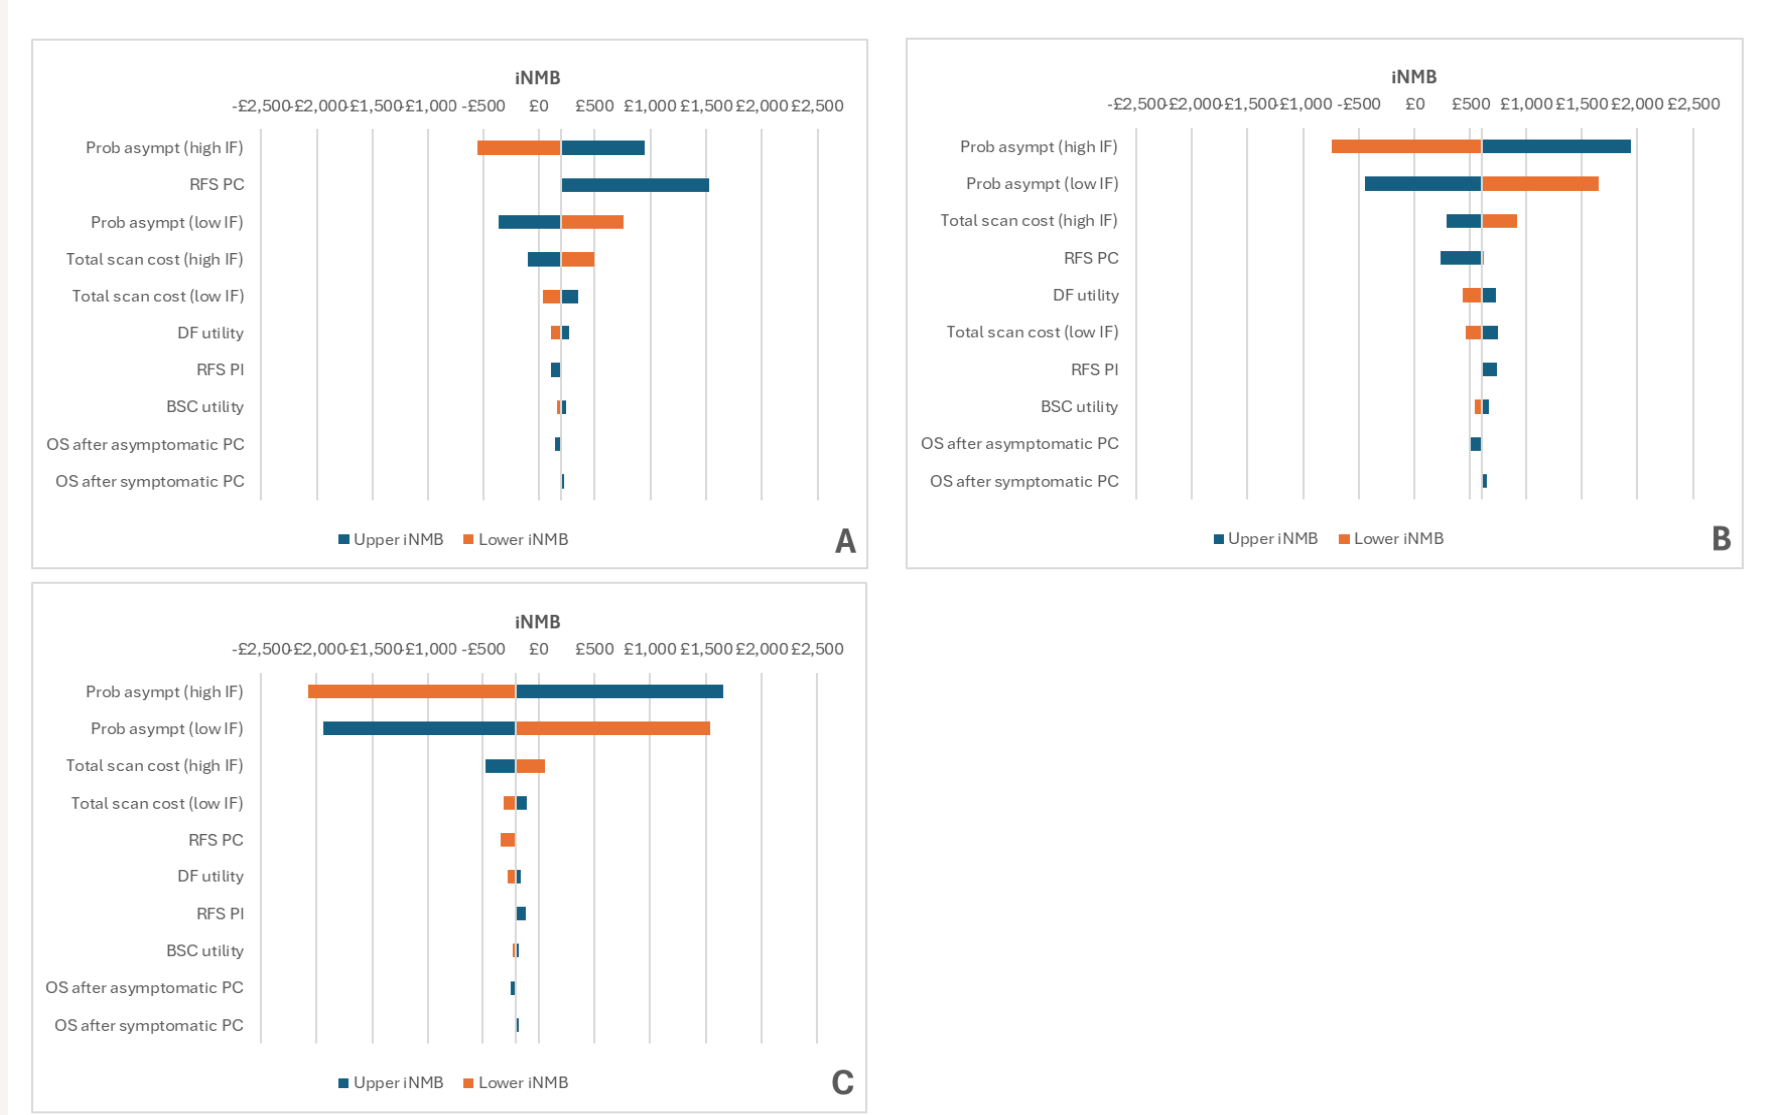 iNMB
-£2,500 -£2,000 -£1,500 -£1,000 -£500 £0 £500 £1,000 £1,500 £2,000 £2,500
Prob asympt (high IF)
RFS PC
Prob asympt (low IF)
Total scan cost (high IF)
Total scan cost (low IF)
DF utility
RFS PI
BSC utility
OS after asymptomatic PC
OS after symptomatic PC
Upper iNMB Lower iNMB
A
iNMB
-£2,500 -£2,000 -£1,500 -£1,000 -£500 £0 £500 £1,000 £1,500 £2,000 £2,500
Prob asympt (high IF)
Prob asympt (low IF)
Total scan cost (high IF)
RFS PC
DF utility
Total scan cost (low IF)
RFS PI
BSC utility
OS after asymptomatic PC
OS after symptomatic PC
Upper iNMB Lower iNMB
B
iNMB
-£2,500 -£2,000 -£1,500 -£1,000 -£500 £0 £500 £1,000 £1,500 £2,000 £2,500
Prob asympt (high IF)
Prob asympt (low IF)
Total scan cost (high IF)
Total scan cost (low IF)
RFS PC
DF utility
RFS PI
BSC utility
OS after asymptomatic PC
OS after symptomatic PC
Upper iNMB Lower iNMB
C